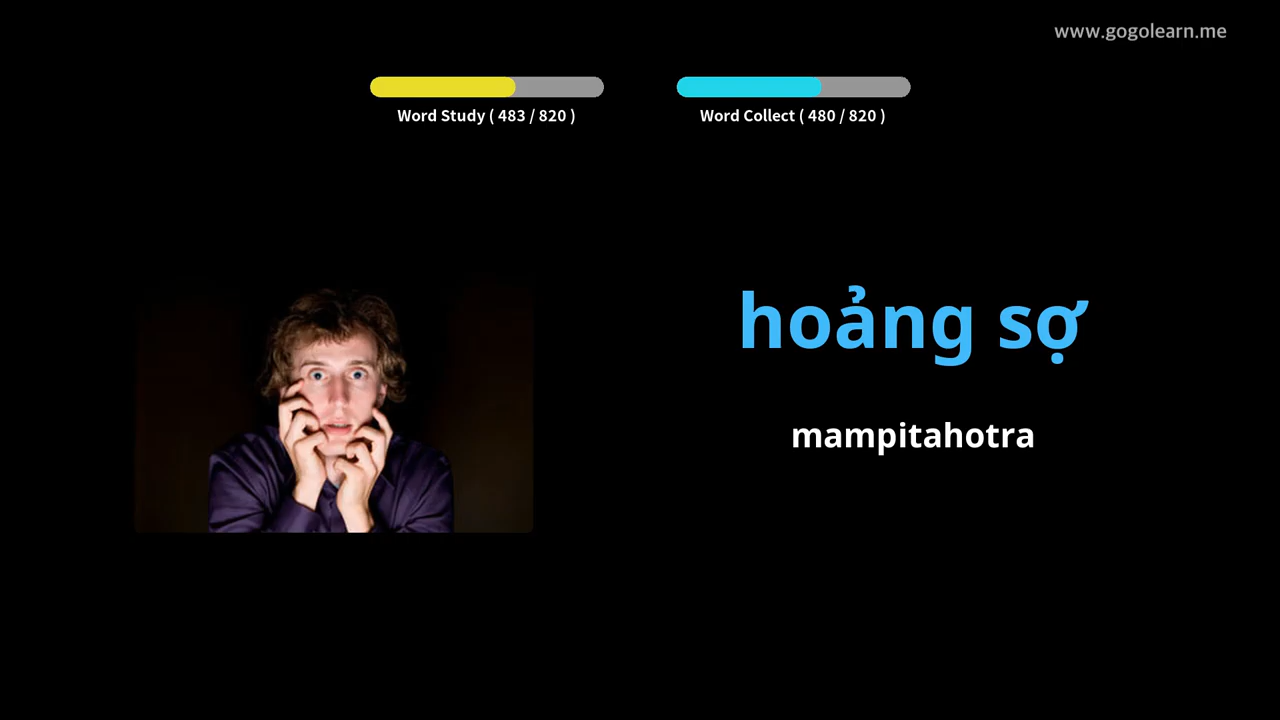 www.gogolearn.me
Word Study ( 483 / 820 )
Word Collect ( 480 / 820 )
hoảng sợ
mampitahotra